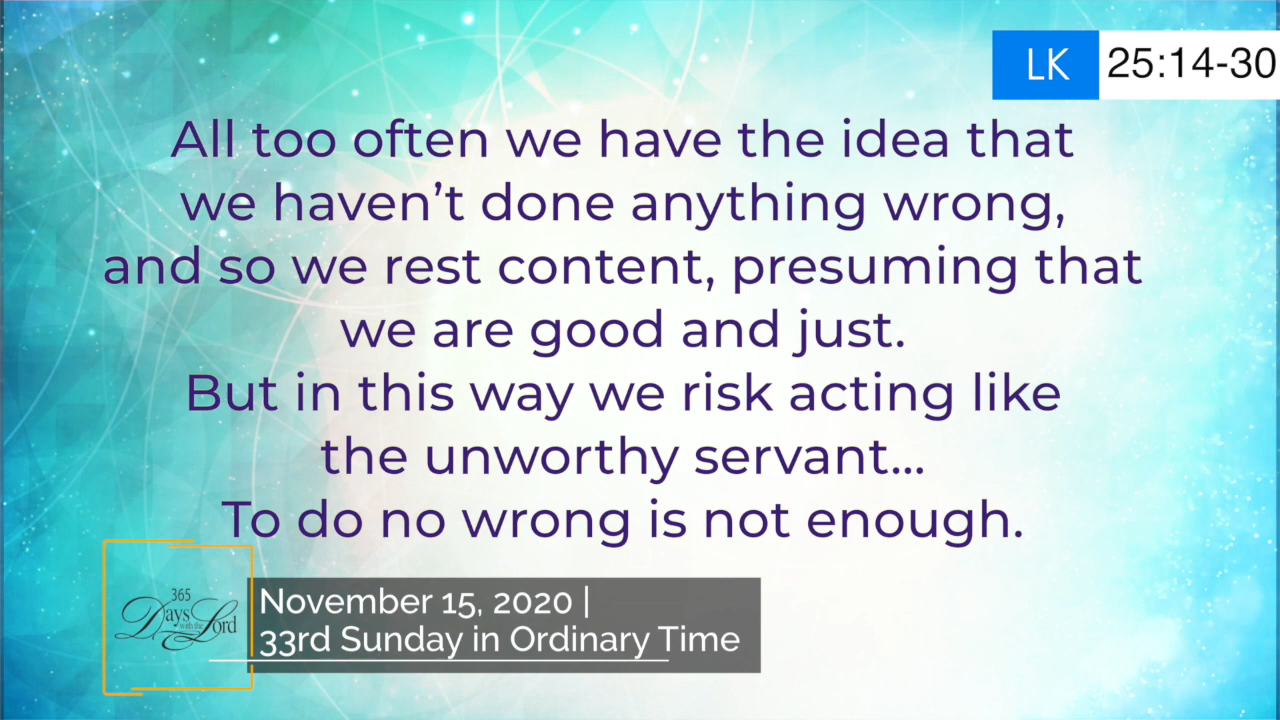 LK 25:14-30
All too often we have the idea that
we haven’t done anything wrong,
and so we rest content, presuming that
we are good and just.
But in this way we risk acting like
the unworthy servant...
To do no wrong is not enough.
365
Days with the Lord
November 15, 2020 |
33rd Sunday in Ordinary Time